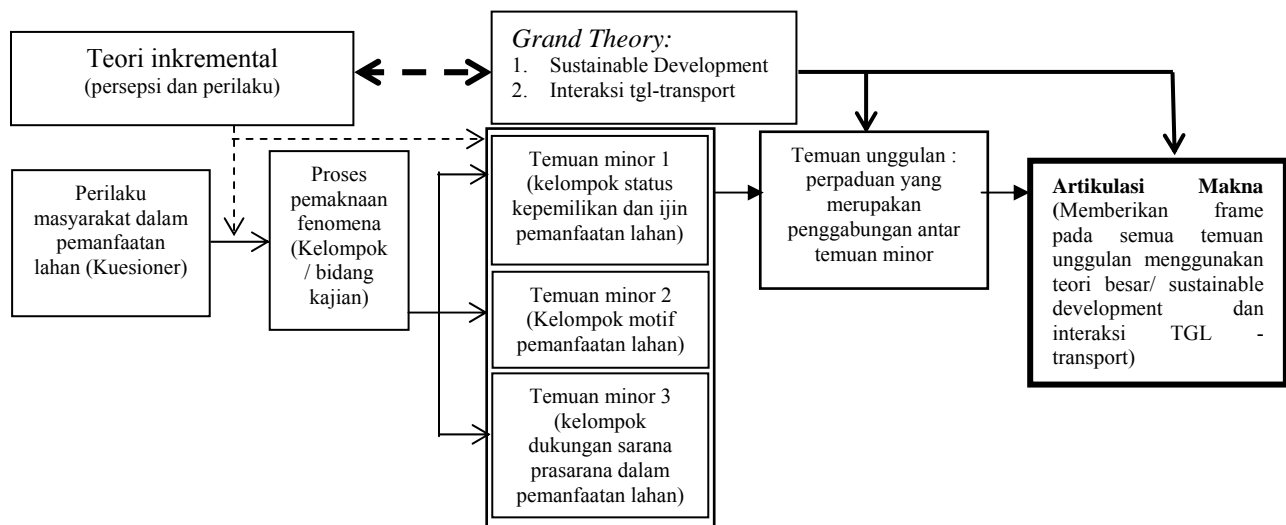 Teori inkremental
(persepsi dan perilaku)
Grand Theory:
1. Sustainable Development
2. Interaksi tgl-transport
Perilaku
masyarakat dalam
pemanfaatan
lahan (Kuesioner)
Proses
pemaknaan
fenomena
(Kelompok
/ bidang
kajian)
Temuan minor 1
(kelompok status
kepemilikan dan ijin
pemanfaatan lahan)
Temuan minor 2
(Kelompok motif
pemanfaatan lahan)
Temuan minor 3
(kelompok
dukungan sarana
prasarana dalam
pemanfaatan lahan)
Temuan unggulan :
perpaduan yang
merupakan
penggabungan antar
temuan minor
Artikulasi Makna
(Memberikan frame
pada semua temuan
unggulan menggunakan
teori besar/ sustainable
development dan
interaksi TGL -
transport)